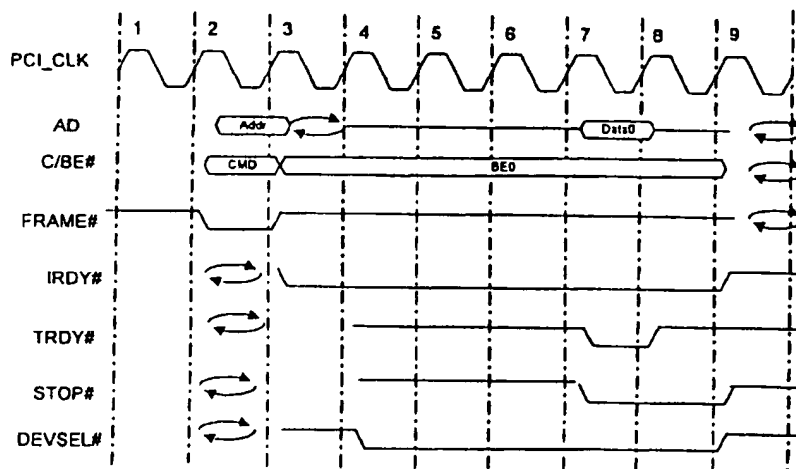 1 2 3 4 5 6 7 8 9
PCI_CLK
AD Addr Data0
C/BE# CMD BE0
FRAME#
IRDY#
TRDY#
STOP#
DEVSEL#